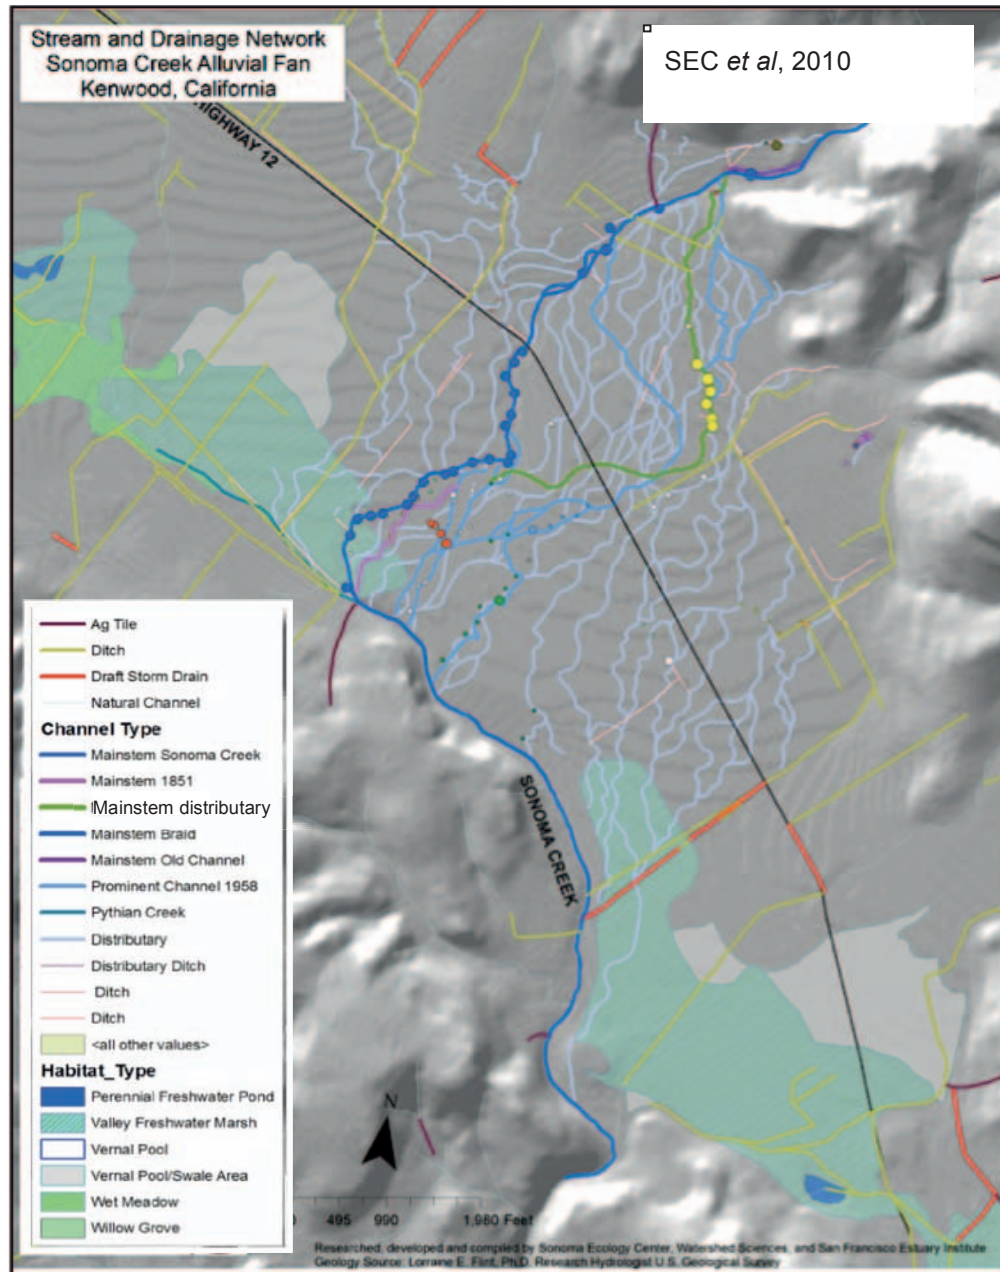 Stream and Drainage Network
Sonoma Creek Alluvial Fan
Kenwood, California
SEC et al, 2010
HIGHWAY 12
SONOMA CREEK
Ag Tile
Ditch
Draft Storm Drain
Natural Channel
Channel Type
Mainstem Sonoma Creek
Mainstem 1851
Mainstem distributary
Mainstem Braid
Mainstem Old Channel
Prominent Channel 1958
Pythian Creek
Distributary
Distributary Ditch
Ditch
Ditch
<all other values>
Habitat_Type
Perennial Freshwater Pond
Valley Freshwater Marsh
Vernal Pool
Vernal Pool/Swale Area
Wet Meadow
Willow Grove
N
0 495 990 1,980 Feet
Researched, developed and compiled by Sonoma Ecology Center, Watershed Sciences, and San Francisco Estuary Institute
Geology Source: Lorraine E. Flint, Ph.D. Research Hydrologist U.S. Geological Survey